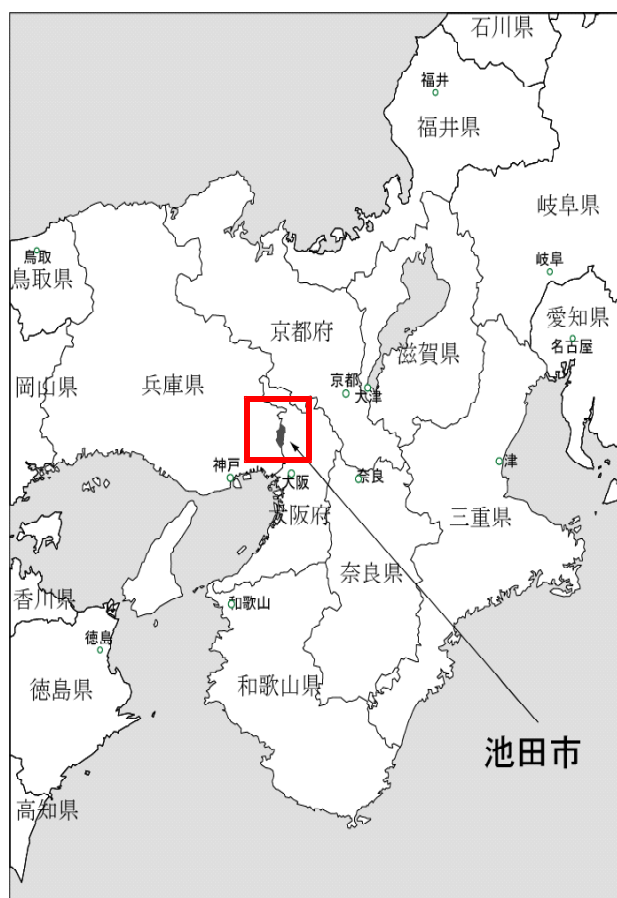 石川県
福井
福井県
岐阜県
鳥取
鳥取県
岐阜
愛知県
名古屋
京都府
滋賀県
岡山県
兵庫県
京都
大津
神戸
大阪
大阪府
奈良
津
三重県
奈良県
香川県
和歌山
徳島
徳島県
和歌山県
池田市
高知県